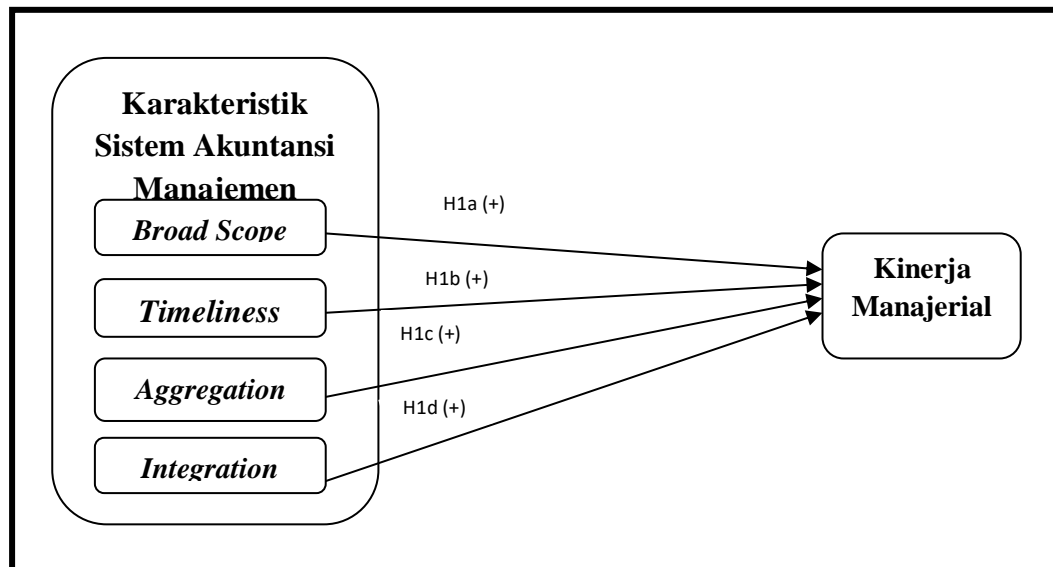 Karakteristik
Sistem Akuntansi
Manajemen
Broad Scope
Timeliness
Aggregation
Integration
H1a (+)
H1b (+)
H1c (+)
H1d (+)
Kinerja
Manajerial